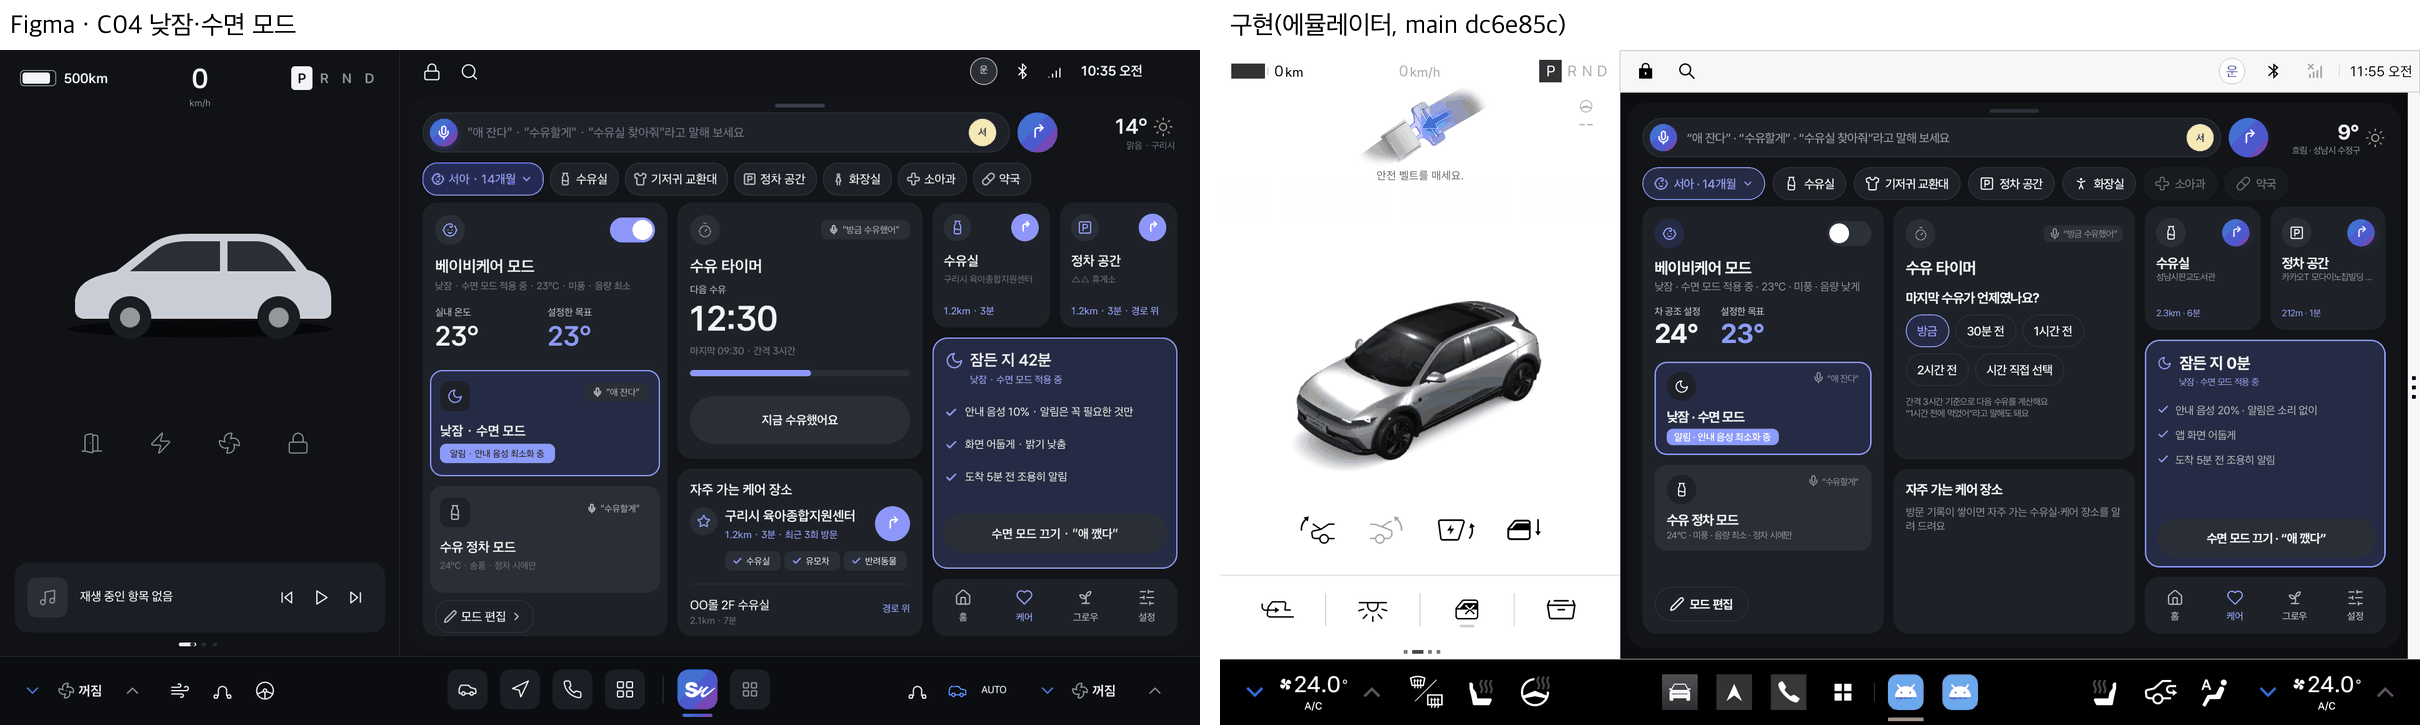 Figma · C04 낮잠·수면 모드
500km
0
km/h
P R N D
운
10:35 오전
“애 잔다” · “수유할게” · “수유실 찾아줘”라고 말해 보세요
서
14°
맑음 · 구리시
서아 · 14개월
수유실
기저귀 교환대
정차 공간
화장실
소아과
약국
베이비케어 모드
낮잠 · 수면 모드 적용 중 · 23°C · 미풍 · 음량 최소
실내 온도
설정한 목표
23°
23°
“애 잔다”
낮잠 · 수면 모드
알림 · 안내 음성 최소화 중
“수유할게”
수유 정차 모드
24°C · 송풍 · 정차 시에만
모드 편집
“방금 수유했어”
수유 타이머
다음 수유
12:30
마지막 09:30 · 간격 3시간
지금 수유했어요
자주 가는 케어 장소
구리시 육아종합지원센터
1.2km · 3분 · 최근 3회 방문
수유실
유모차
반려동물
OO몰 2F 수유실
2.1km · 7분
경로 위
수유실
구리시 육아종합지원센터
1.2km · 3분
정차 공간
△△ 휴게소
1.2km · 3분 · 경로 위
잠든 지 42분
낮잠 · 수면 모드 적용 중
안내 음성 10% · 알림은 꼭 필요한 것만
화면 어둡게 · 밝기 낮춤
도착 5분 전 조용히 알림
수면 모드 끄기 · “애 깼다”
홈
케어
그로우
설정
재생 중인 항목 없음
꺼짐
AUTO
꺼짐
구현(에뮬레이터, main dc6e85c)
0 km
0 km/h
P R N D
안전 벨트를 매세요.
운
11:55 오전
“애 잔다” · “수유할게” · “수유실 찾아줘”라고 말해 보세요
서
9°
흐림 · 성남시 수정구
서아 · 14개월
수유실
기저귀 교환대
정차 공간
화장실
소아과
약국
베이비케어 모드
낮잠 · 수면 모드 적용 중 · 23°C · 미풍 · 음량 낮게
차 공조 설정
설정한 목표
24°
23°
“애 잔다”
낮잠 · 수면 모드
알림 · 안내 음성 최소화 중
“수유할게”
수유 정차 모드
24°C · 미풍 · 음량 최소 · 정차 시에만
모드 편집
“방금 수유했어”
수유 타이머
마지막 수유가 언제였나요?
방금
30분 전
1시간 전
2시간 전
시간 직접 선택
간격 3시간 기준으로 다음 수유를 계산해요
“1시간 전에 먹었어”라고 말해도 돼요
자주 가는 케어 장소
방문 기록이 쌓이면 자주 가는 수유실·케어 장소를 알
려 드려요
수유실
성남시판교도서관
2.3km · 6분
정차 공간
카카오T 모다이노칩빌딩 ...
212m · 1분
잠든 지 0분
낮잠 · 수면 모드 적용 중
안내 음성 20% · 알림은 소리 없이
앱 화면 어둡게
도착 5분 전 조용히 알림
수면 모드 끄기 · “애 깼다”
홈
케어
그로우
설정
24.0°
A/C
A
24.0°
A/C